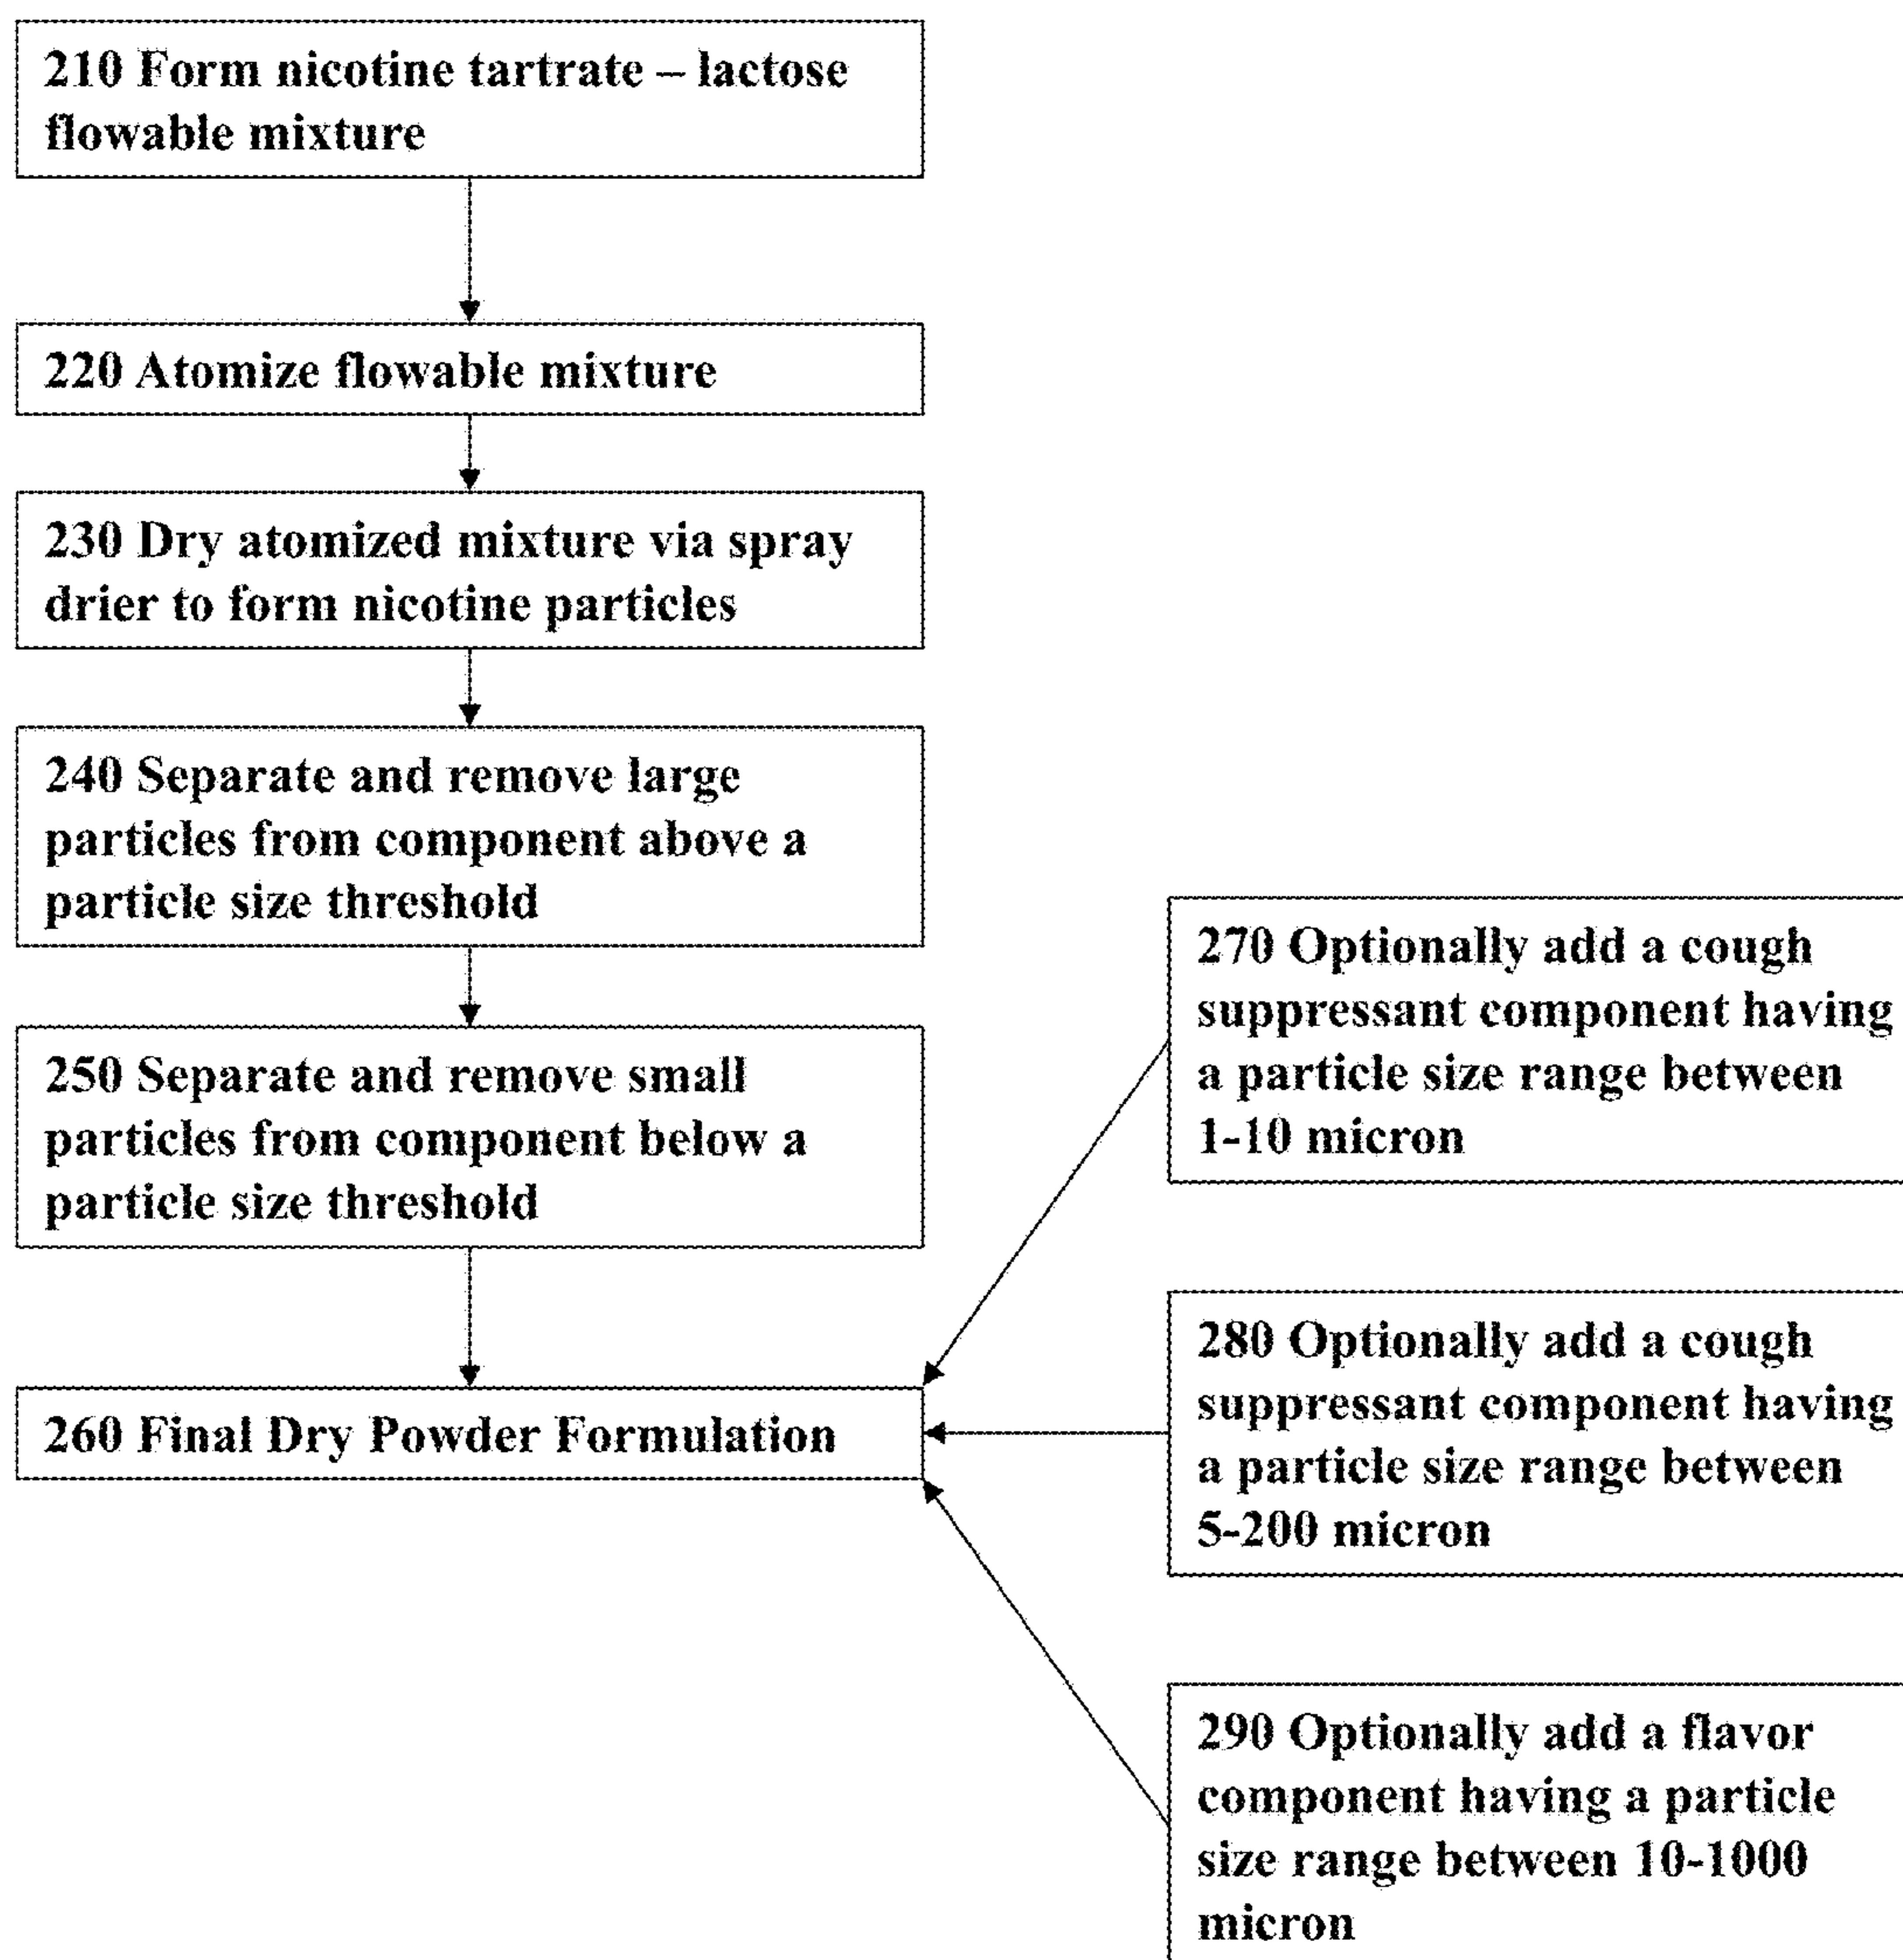 210 Form nicotine tartrate – lactose
flowable mixture
220 Atomize flowable mixture
230 Dry atomized mixture via spray
drier to form nicotine particles
240 Separate and remove large
particles from component above a
particle size threshold
250 Separate and remove small
particles from component below a
particle size threshold
260 Final Dry Powder Formulation
270 Optionally add a cough
suppressant component having
a particle size range between
1-10 micron
280 Optionally add a cough
suppressant component having
a particle size range between
5-200 micron
290 Optionally add a flavor
component having a particle
size range between 10-1000
micron